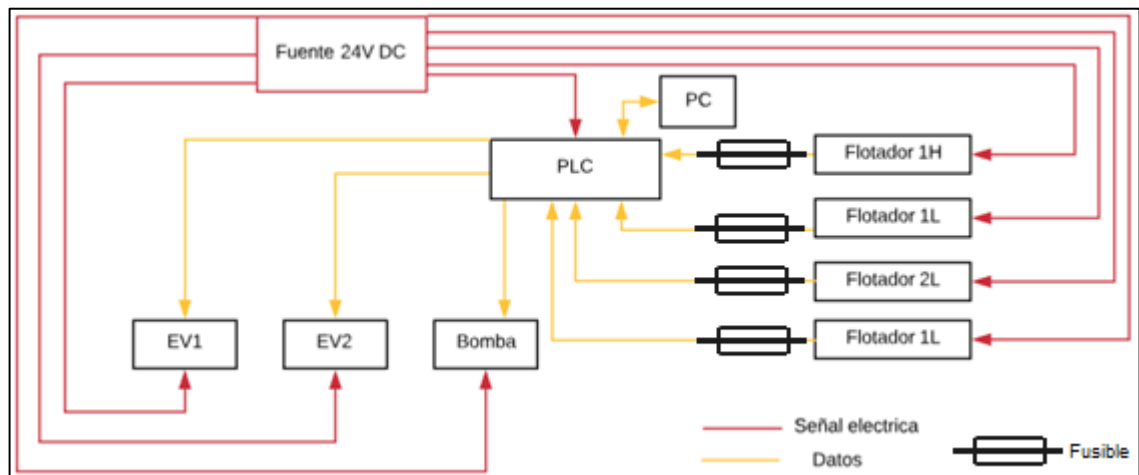 Fuente 24V DC
PC
PLC
Flotador 1H
Flotador 1L
Flotador 2L
Flotador 1L
EV1
EV2
Bomba
Señal electrica
Datos
Fusible